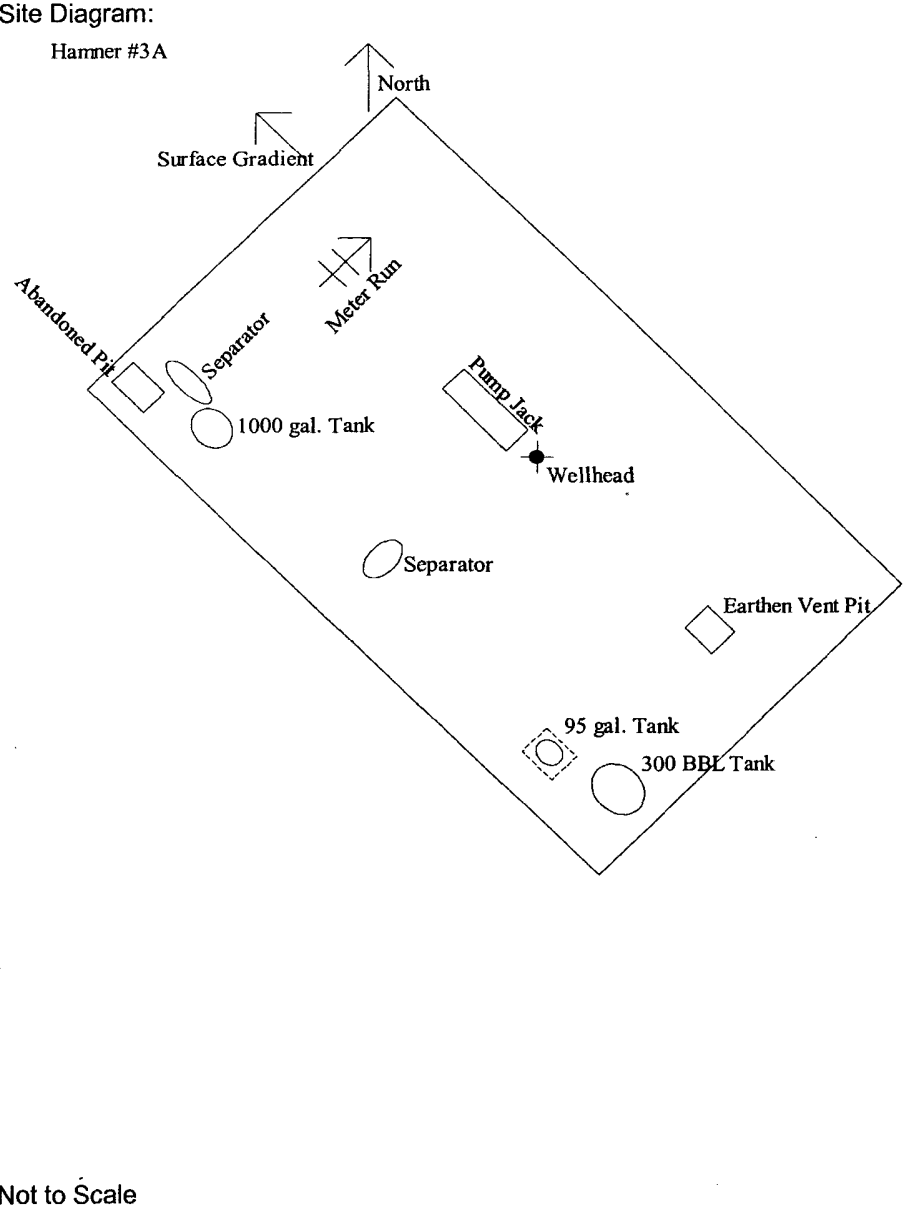 Site Diagram:
Hamner #3A
North
Surface Gradient
Meter Run
Abandoned Pit
Separator
1000 gal. Tank
Pump Jack
Wellhead
Separator
Earthen Vent Pit
95 gal. Tank
300 BBL Tank
Not to Scale